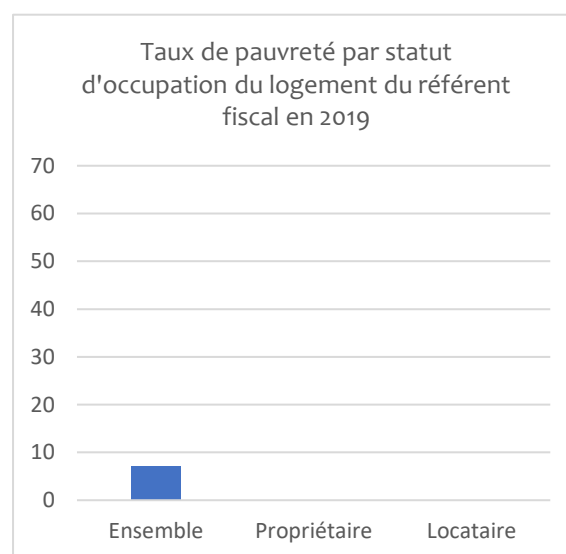 Taux de pauvreté par statut
d'occupation du logement du référent
fiscal en 2019
70
60
50
40
30
20
10
0
Ensemble Propriétaire Locataire